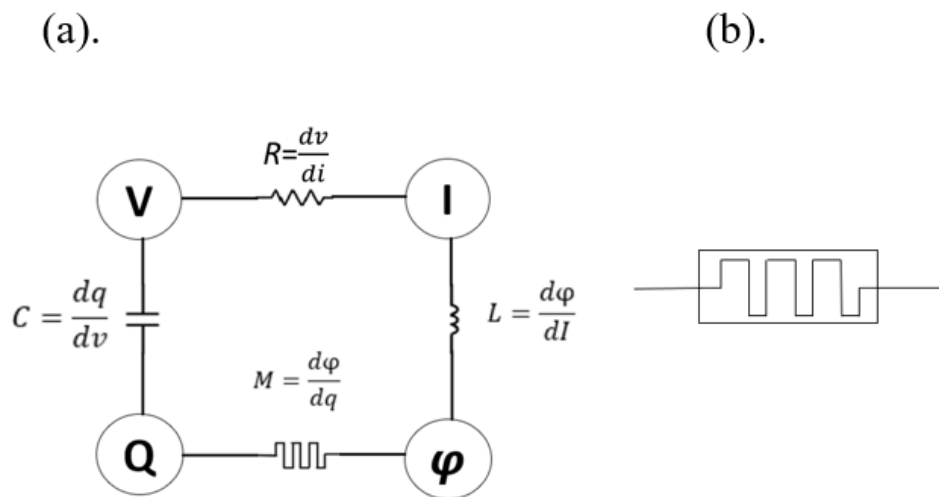 (a).
(b).
R=dv/di
V
I
C = dq/dv
L = dφ/dI
M = dφ/dq
Q
φ